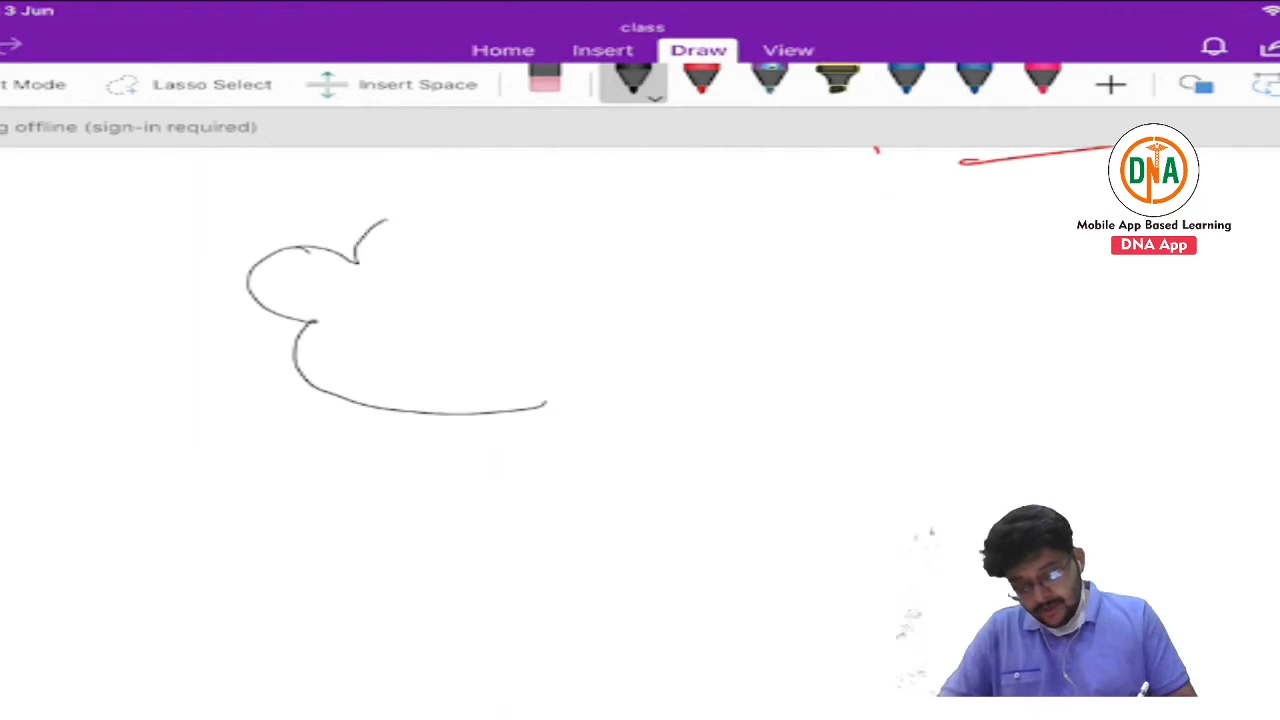 3 Jun
class
Home Insert Draw View
t Mode Lasso Select Insert Space
g offline (sign-in required)
DNA
Mobile App Based Learning
DNA App